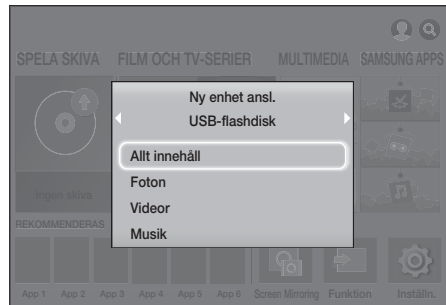 SPELA SKIVA FILM OCH TV-SERIER MULTIMEDIA SAMSUNG APPS
Ny enhet ansl.
USB-flashdisk
Allt innehåll
Foton
Videor
Musik
Ingen skiva
REKOMMENDERAS
App 1 App 2 App 3 App 4 App 5 App 6 Screen Mirroring Funktion Inställn.